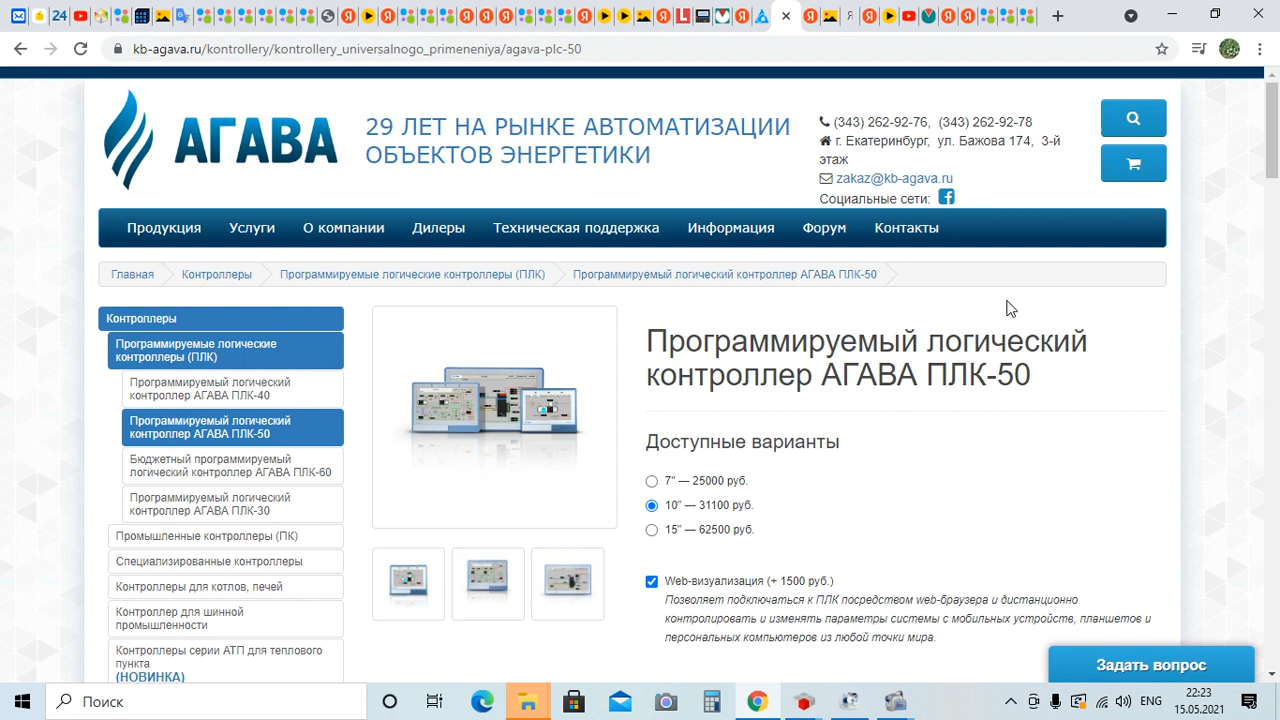 24
kb-agava.ru/kontrollery/kontrollery_universalnogo_primeneniya/agava-plc-50
АГАВА
29 ЛЕТ НА РЫНКЕ АВТОМАТИЗАЦИИ
ОБЪЕКТОВ ЭНЕРГЕТИКИ
(343) 262-92-76, (343) 262-92-78
г. Екатеринбург, ул. Бажова 174, 3-й
этаж
zakaz@kb-agava.ru
Социальные сети:
Продукция Услуги О компании Дилеры Техническая поддержка Информация Форум Контакты
Главная Контроллеры Программируемые логические контроллеры (ПЛК) Программируемый логический контроллер АГАВА ПЛК-50
Контроллеры
Программируемые логические
контроллеры (ПЛК)
Программируемый логический
контроллер АГАВА ПЛК-40
Программируемый логический
контроллер АГАВА ПЛК-50
Бюджетный программируемый
логический контроллер АГАВА ПЛК-60
Программируемый логический
контроллер АГАВА ПЛК-30
Промышленные контроллеры (ПК)
Специализированные контроллеры
Контроллеры для котлов, печей
Контроллер для шинной
промышленности
Контроллеры серии АТП для теплового
пункта
(НОВИНКА)
Программируемый логический
контроллер АГАВА ПЛК-50
Доступные варианты
7" — 25000 руб.
10" — 31100 руб.
15" — 62500 руб.
Web-визуализация (+ 1500 руб.)
Позволяет подключаться к ПЛК посредством web-браузера и дистанционно
контролировать и изменять параметры системы с мобильных устройств, планшетов и
персональных компьютеров из любой точки мира.
Задать вопрос
Поиск
ENG
22:23
15.05.2021